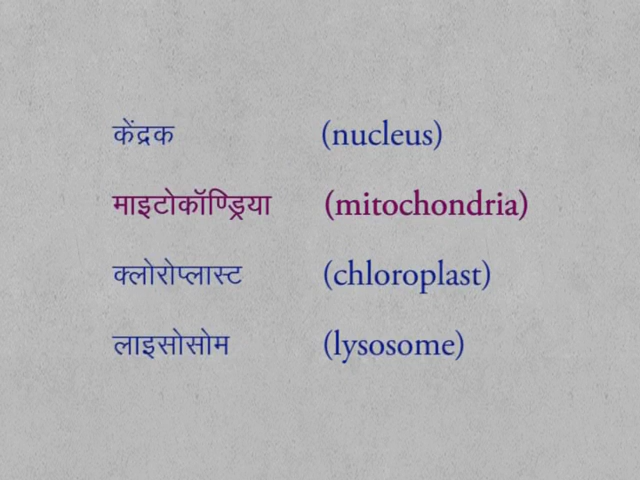 केंद्रक (nucleus)
माइटोकॉण्ड्रिया (mitochondria)
क्लोरोप्लास्ट (chloroplast)
लाइसोसोम (lysosome)